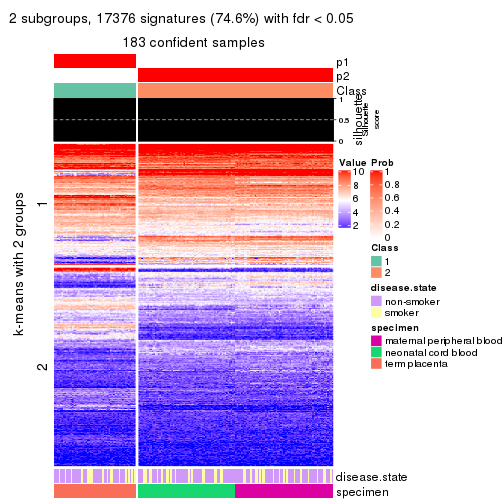 2 subgroups, 17376 signatures (74.6%) with fdr < 0.05
183 confident samples
p1
p2
Class
silhouette
Silhouette
score
1
0.5
0
k-means with 2 groups
1
2
Value
10
8
6
4
2
Prob
1
0.8
0.6
0.4
0.2
0
Class
1
2
disease.state
non-smoker
smoker
specimen
maternal peripheral blood
neonatal cord blood
term placenta
disease.state
specimen